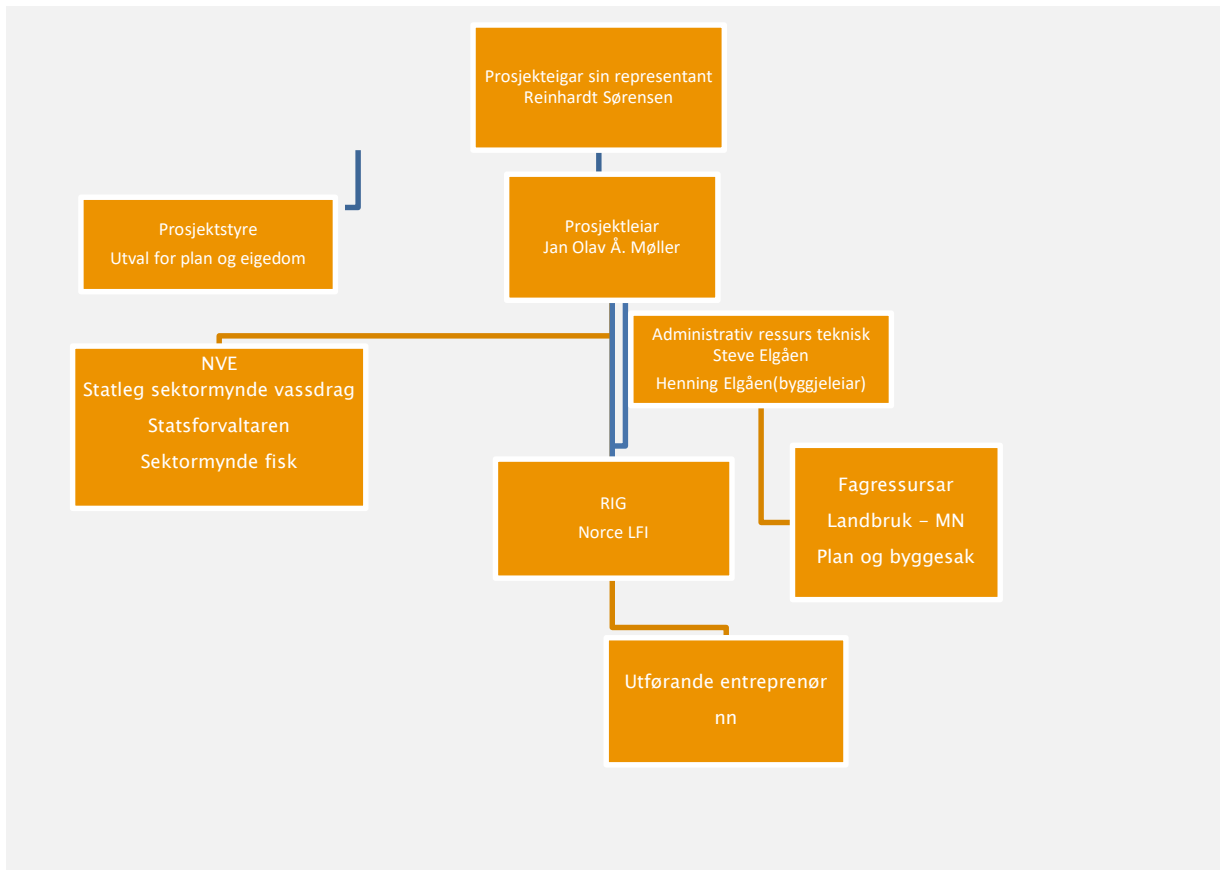 Prosjekteigar sin representant
Reinhardt Sørensen
Prosjektstyre
Utval for plan og eigedom
Prosjektleiar
Jan Olav Å. Møller
NVE
Statleg sektormynde vassdrag
Statsforvaltaren
Sektormynde fisk
Administrativ ressurs teknisk
Steve Elgåen
Henning Elgåen(byggjeleiar)
RIG
Norce LFI
Fagressursar
Landbruk – MN
Plan og byggesak
Utførande entreprenør
nn